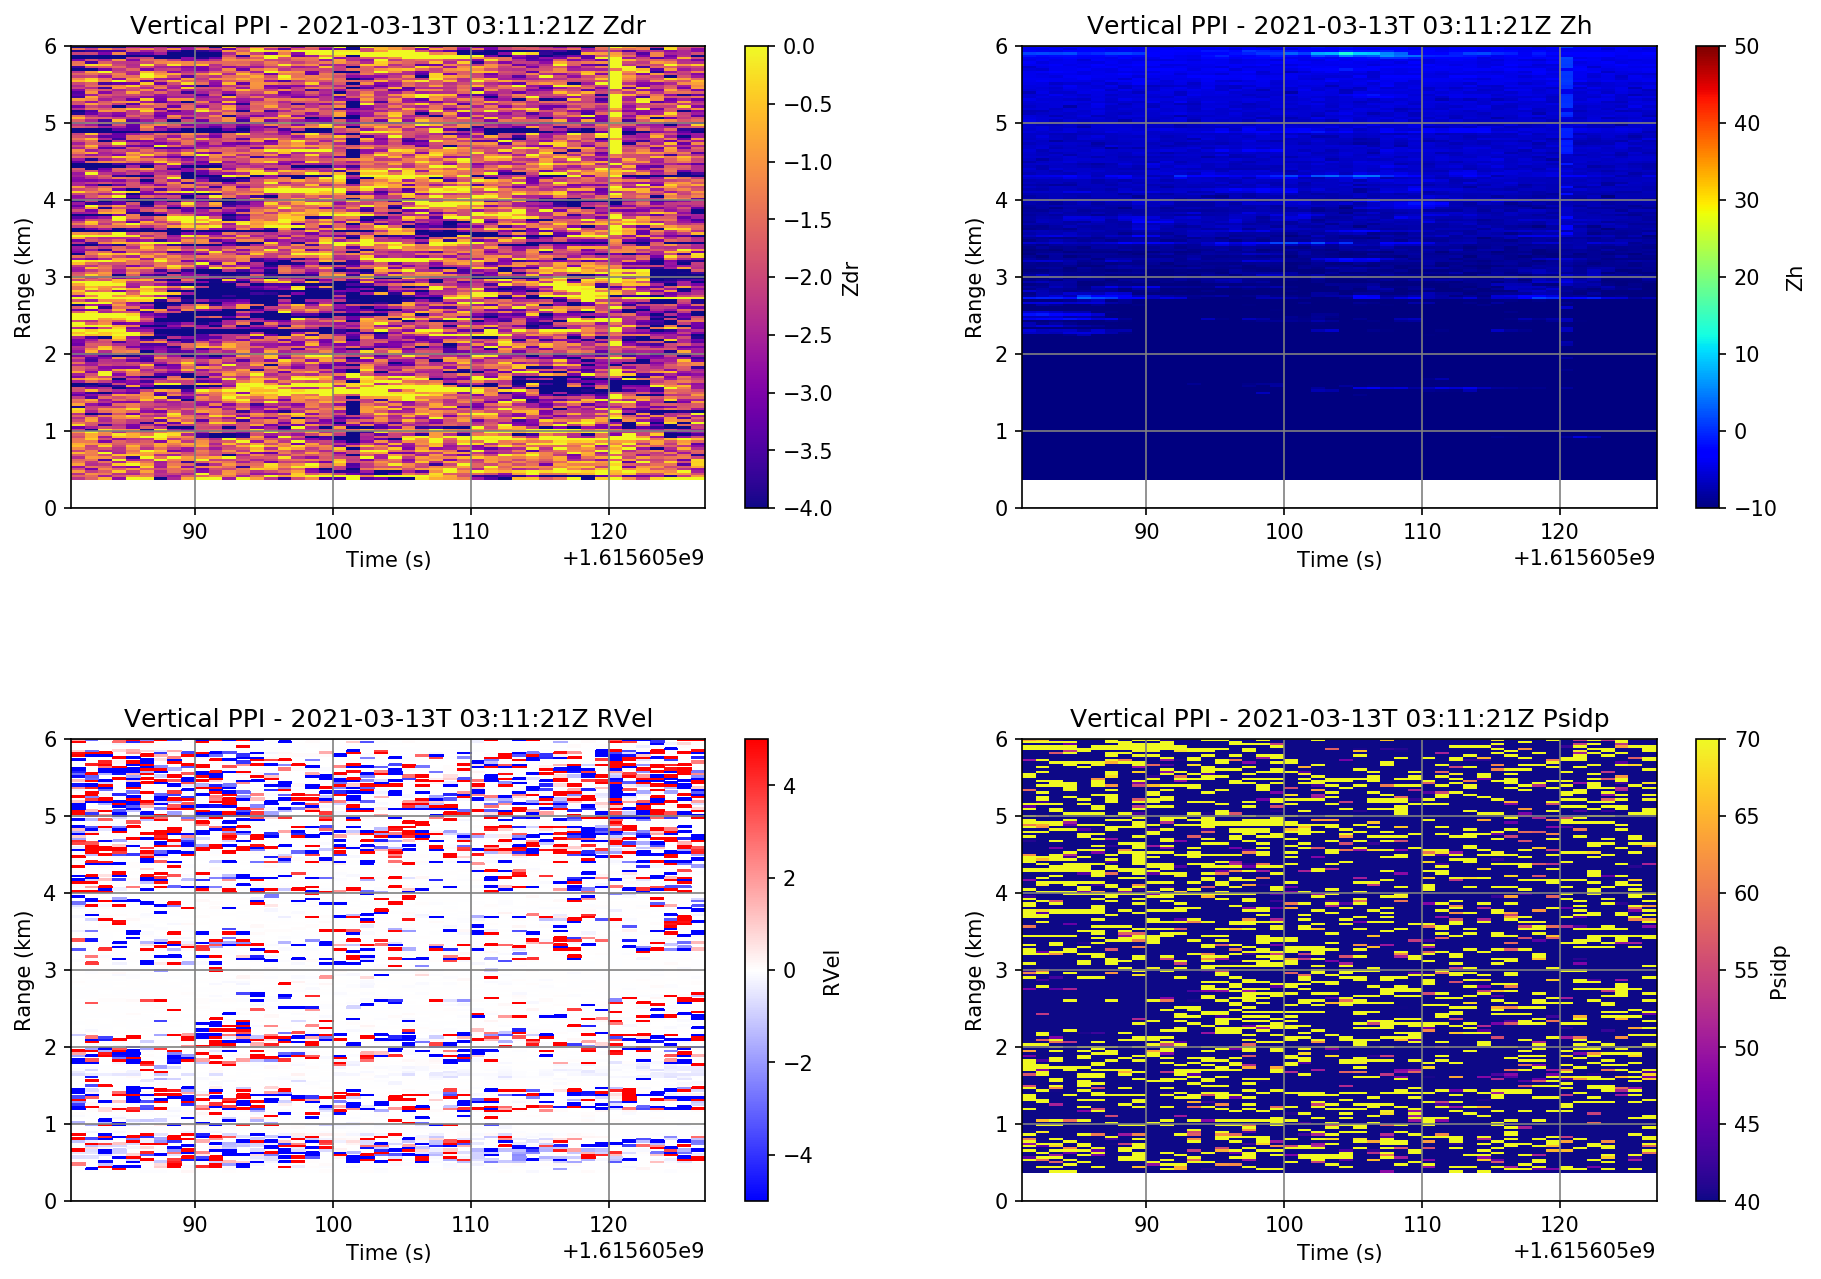 Vertical PPI - 2021-03-13T 03:11:21Z Zdr
6
5
4
3
2
1
0
Range (km)
90 100 110 120
Time (s)
+1.615605e9
0.0
−0.5
−1.0
−1.5
−2.0
−2.5
−3.0
−3.5
−4.0
Zdr
Vertical PPI - 2021-03-13T 03:11:21Z Zh
6
5
4
3
2
1
0
Range (km)
90 100 110 120
Time (s)
+1.615605e9
50
40
30
20
10
0
−10
Zh
Vertical PPI - 2021-03-13T 03:11:21Z RVel
6
5
4
3
2
1
0
Range (km)
90 100 110 120
Time (s)
+1.615605e9
4
2
0
−2
−4
RVel
Vertical PPI - 2021-03-13T 03:11:21Z Psidp
6
5
4
3
2
1
0
Range (km)
90 100 110 120
Time (s)
+1.615605e9
70
65
60
55
50
45
40
Psidp